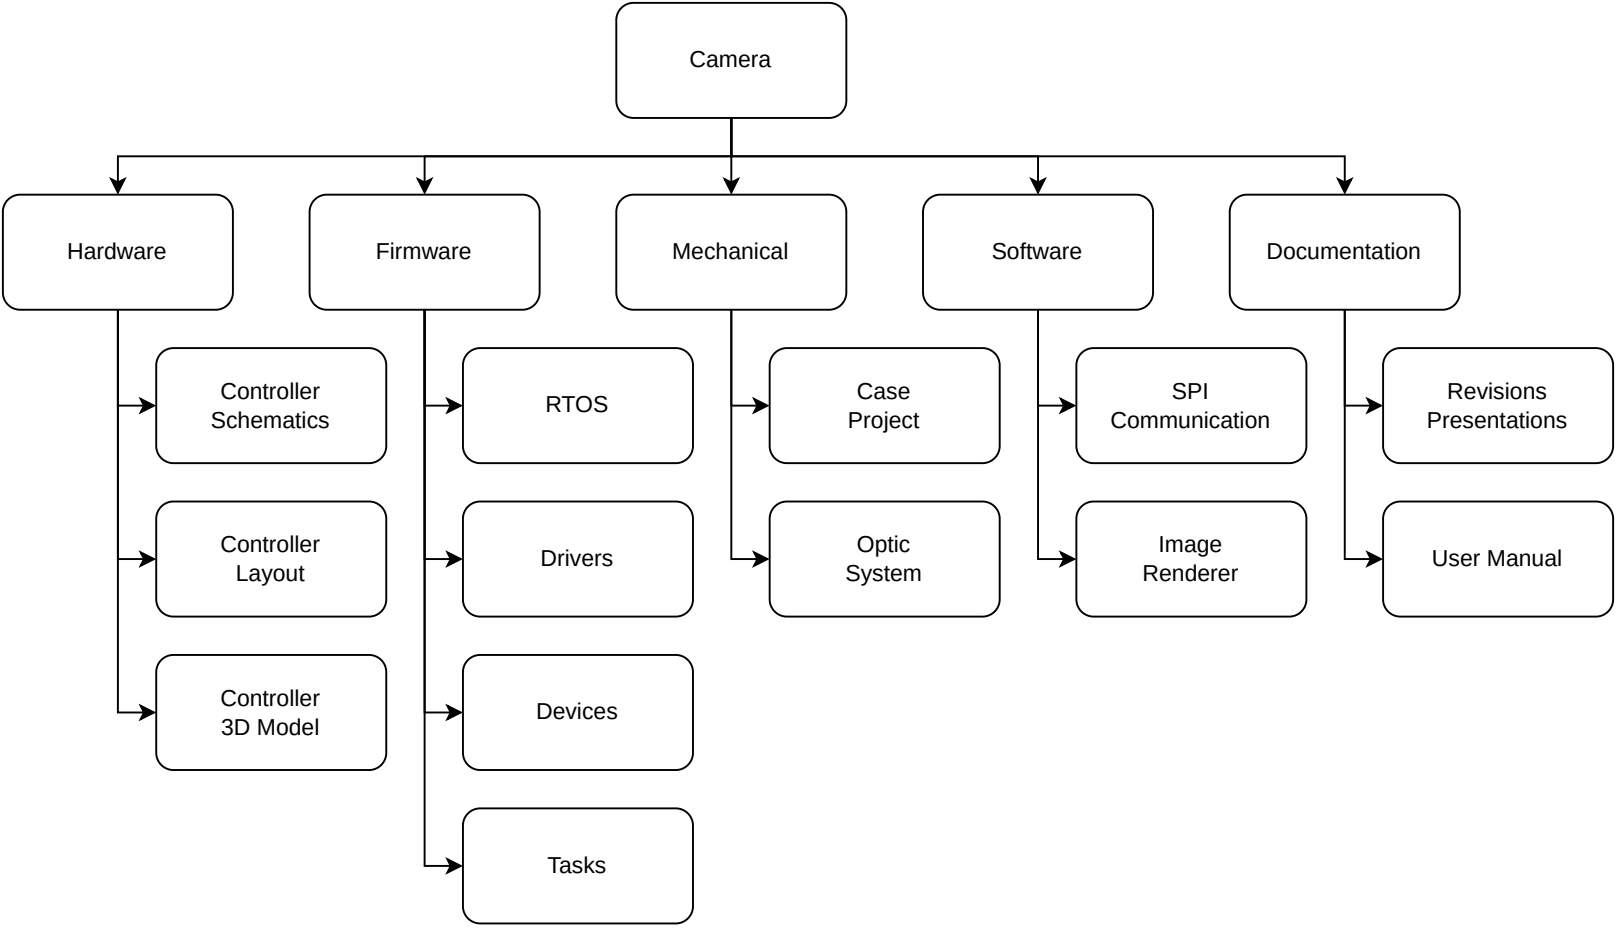 Camera
Hardware
Firmware
Mechanical
Software
Documentation
Controller
Schematics
Controller
Layout
Controller
3D Model
RTOS
Drivers
Devices
Tasks
Case
Project
Optic
System
SPI
Communication
Image
Renderer
Revisions
Presentations
User Manual